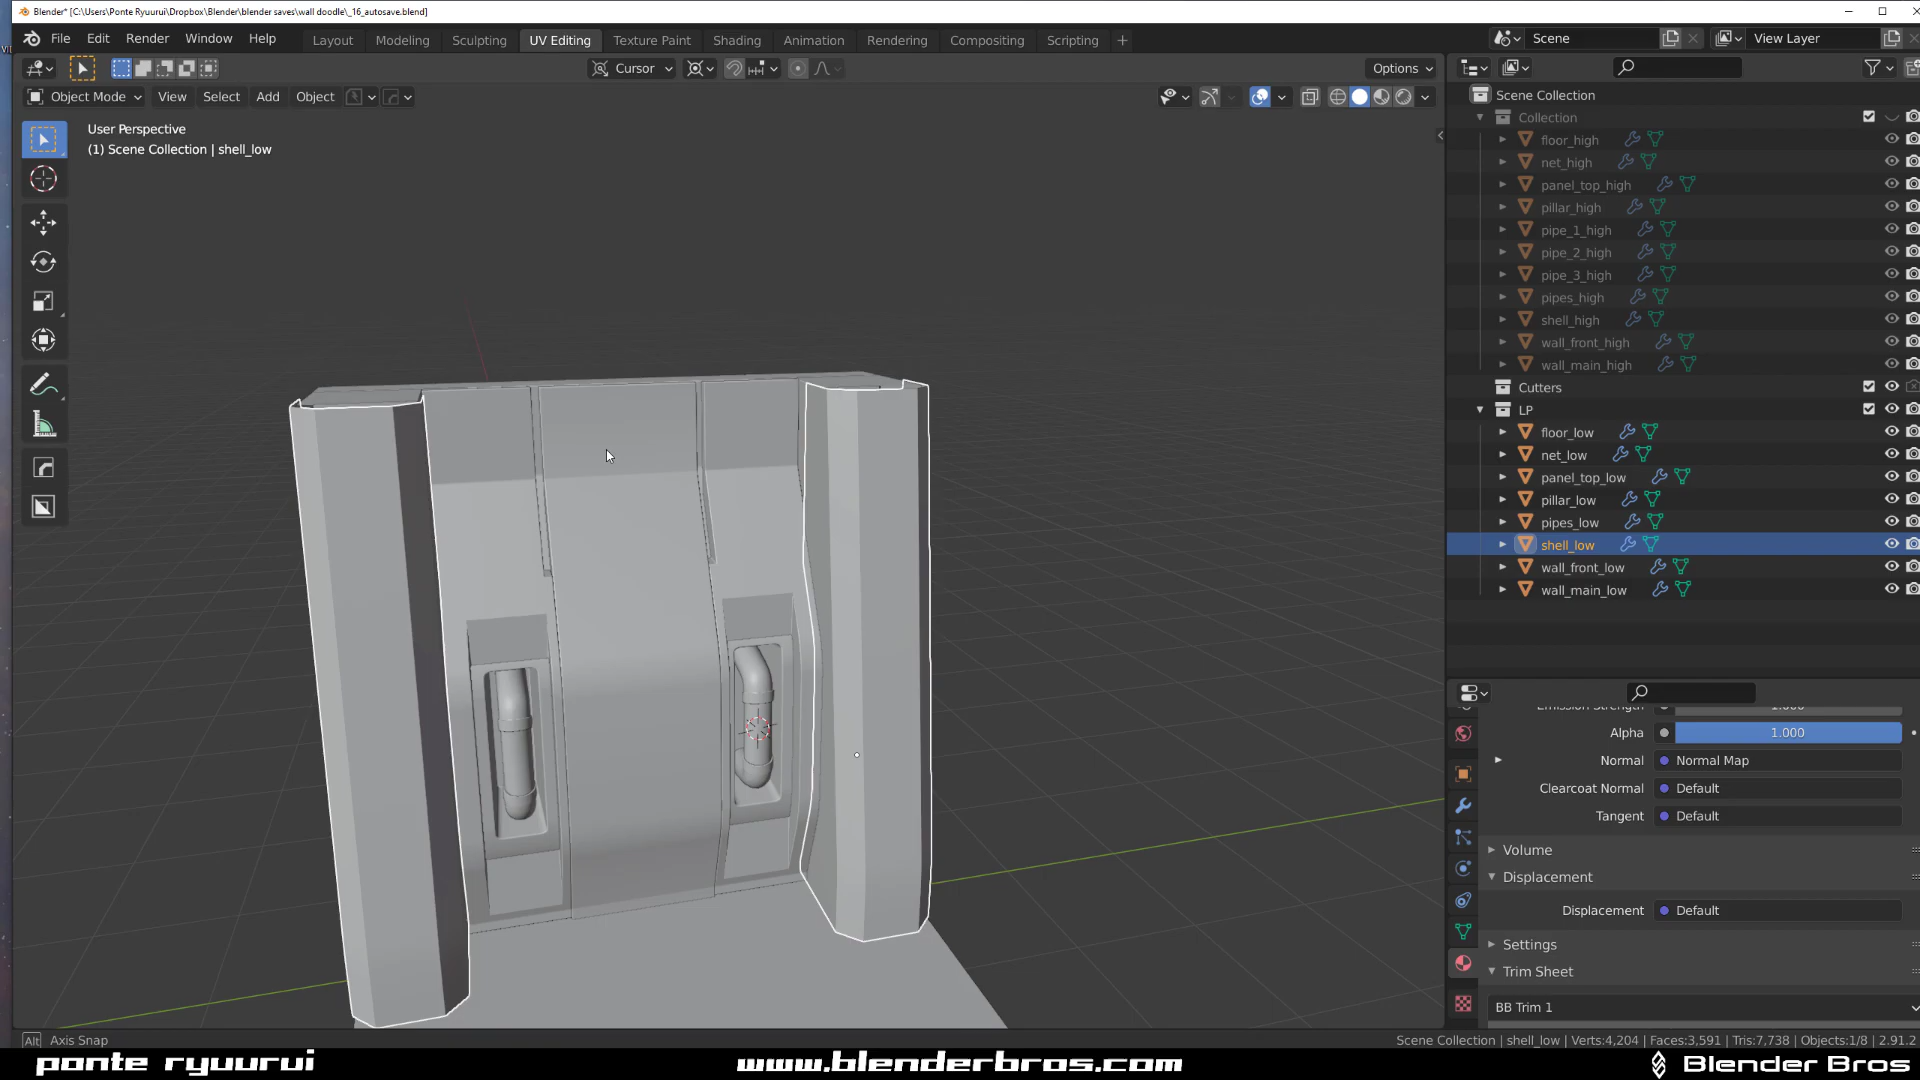 Blender* [C:\Users\Ponte Ryuurui\Dropbox\Blender\blender saves\wall doodle\_16_autosave.blend]
File Edit Render Window Help Layout Modeling Sculpting UV Editing Texture Paint Shading Animation Rendering Compositing Scripting + Scene View Layer
Cursor Options
Object Mode View Select Add Object
User Perspective
(1) Scene Collection | shell_low
Scene Collection
Collection
floor_high
net_high
panel_top_high
pillar_high
pipe_1_high
pipe_2_high
pipe_3_high
pipes_high
shell_high
wall_front_high
wall_main_high
Cutters
LP
floor_low
net_low
panel_top_low
pillar_low
pipes_low
shell_low
wall_front_low
wall_main_low
Emission Strength 1.000
Alpha 1.000
Normal Normal Map
Clearcoat Normal Default
Tangent Default
Volume
Displacement
Displacement Default
Settings
Trim Sheet
BB Trim 1
Alt Axis Snap
Scene Collection | shell_low | Verts:4,204 | Faces:3,591 | Tris:7,738 | Objects:1/8 | 2.91.2
ponte ryuurui www.blenderbros.com Blender Bros